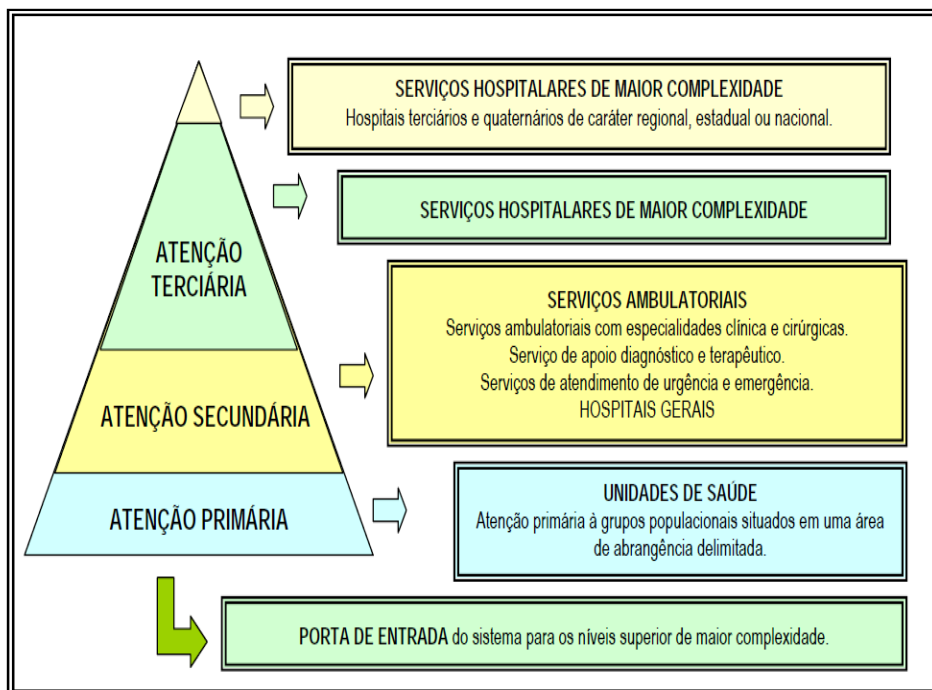 SERVIÇOS HOSPITALARES DE MAIOR COMPLEXIDADE
Hospitais terciários e quaternários de caráter regional, estadual ou nacional.
SERVIÇOS HOSPITALARES DE MAIOR COMPLEXIDADE
ATENÇÃO
TERCIÁRIA
SERVIÇOS AMBULATORIAIS
Serviços ambulatoriais com especialidades clínica e cirúrgicas.
Serviço de apoio diagnóstico e terapêutico.
Serviços de atendimento de urgência e emergência.
HOSPITAIS GERAIS
ATENÇÃO SECUNDÁRIA
UNIDADES DE SAÚDE
Atenção primária à grupos populacionais situados em uma área
de abrangência delimitada.
ATENÇÃO PRIMÁRIA
PORTA DE ENTRADA do sistema para os níveis superior de maior complexidade.